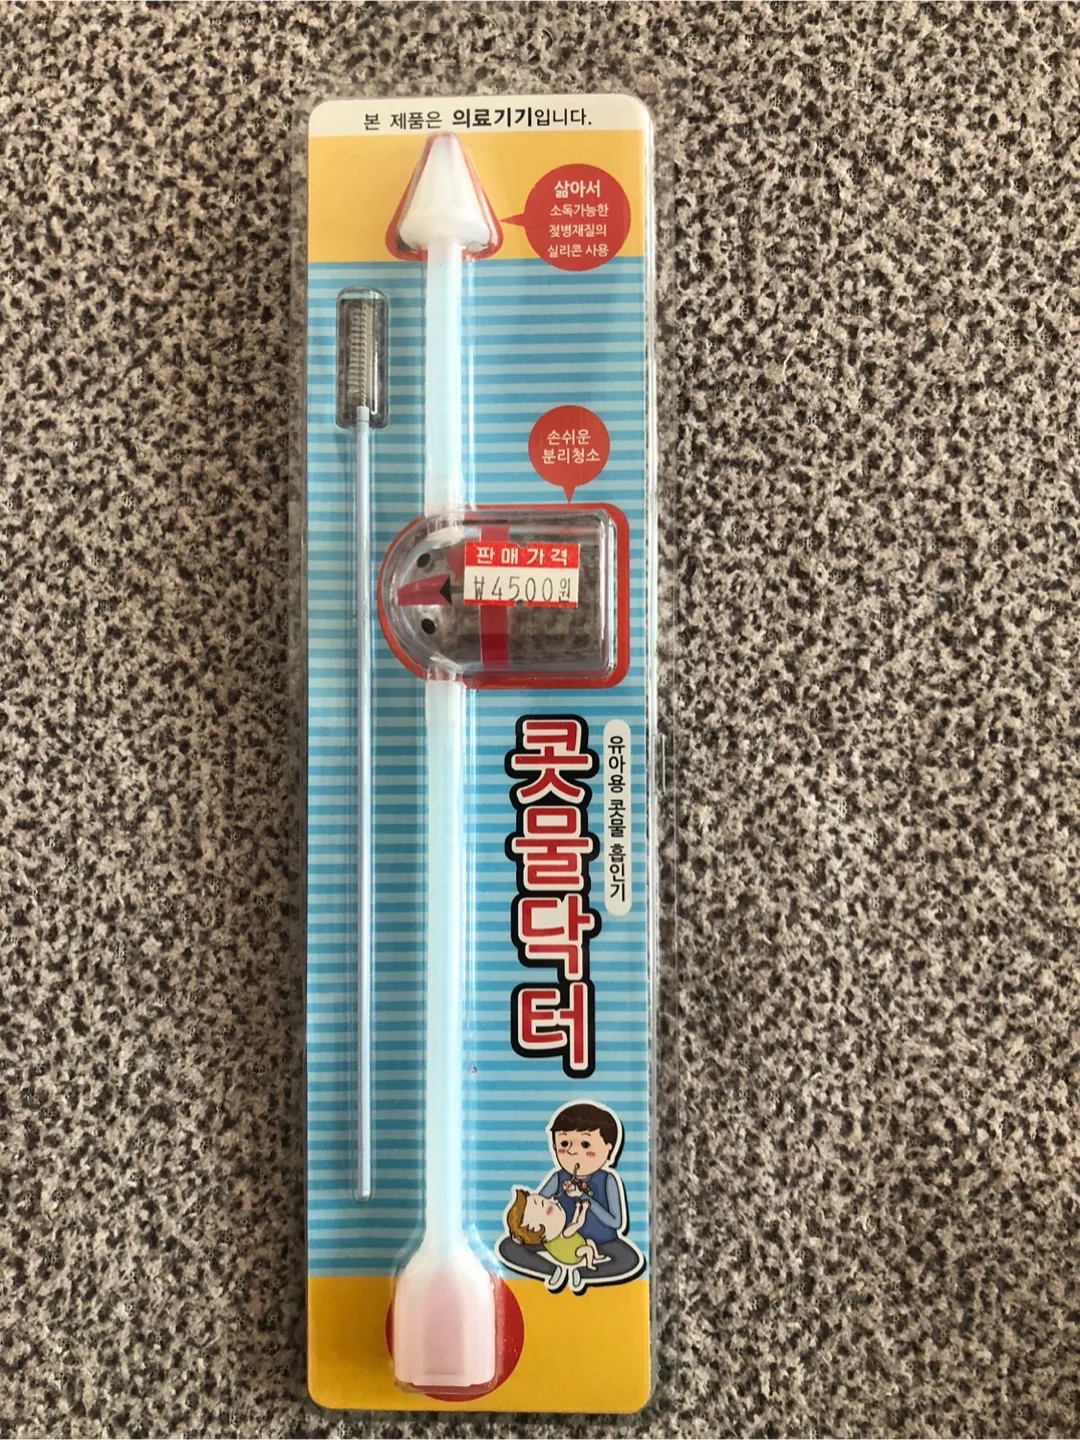 본 제품은 의료기기입니다.
삶아서
소독가능한
젖병재질의
실리콘 사용
손쉬운
분리청소
판매가격
₩4500원
콧물닥터
유아용 콧물 흡인기